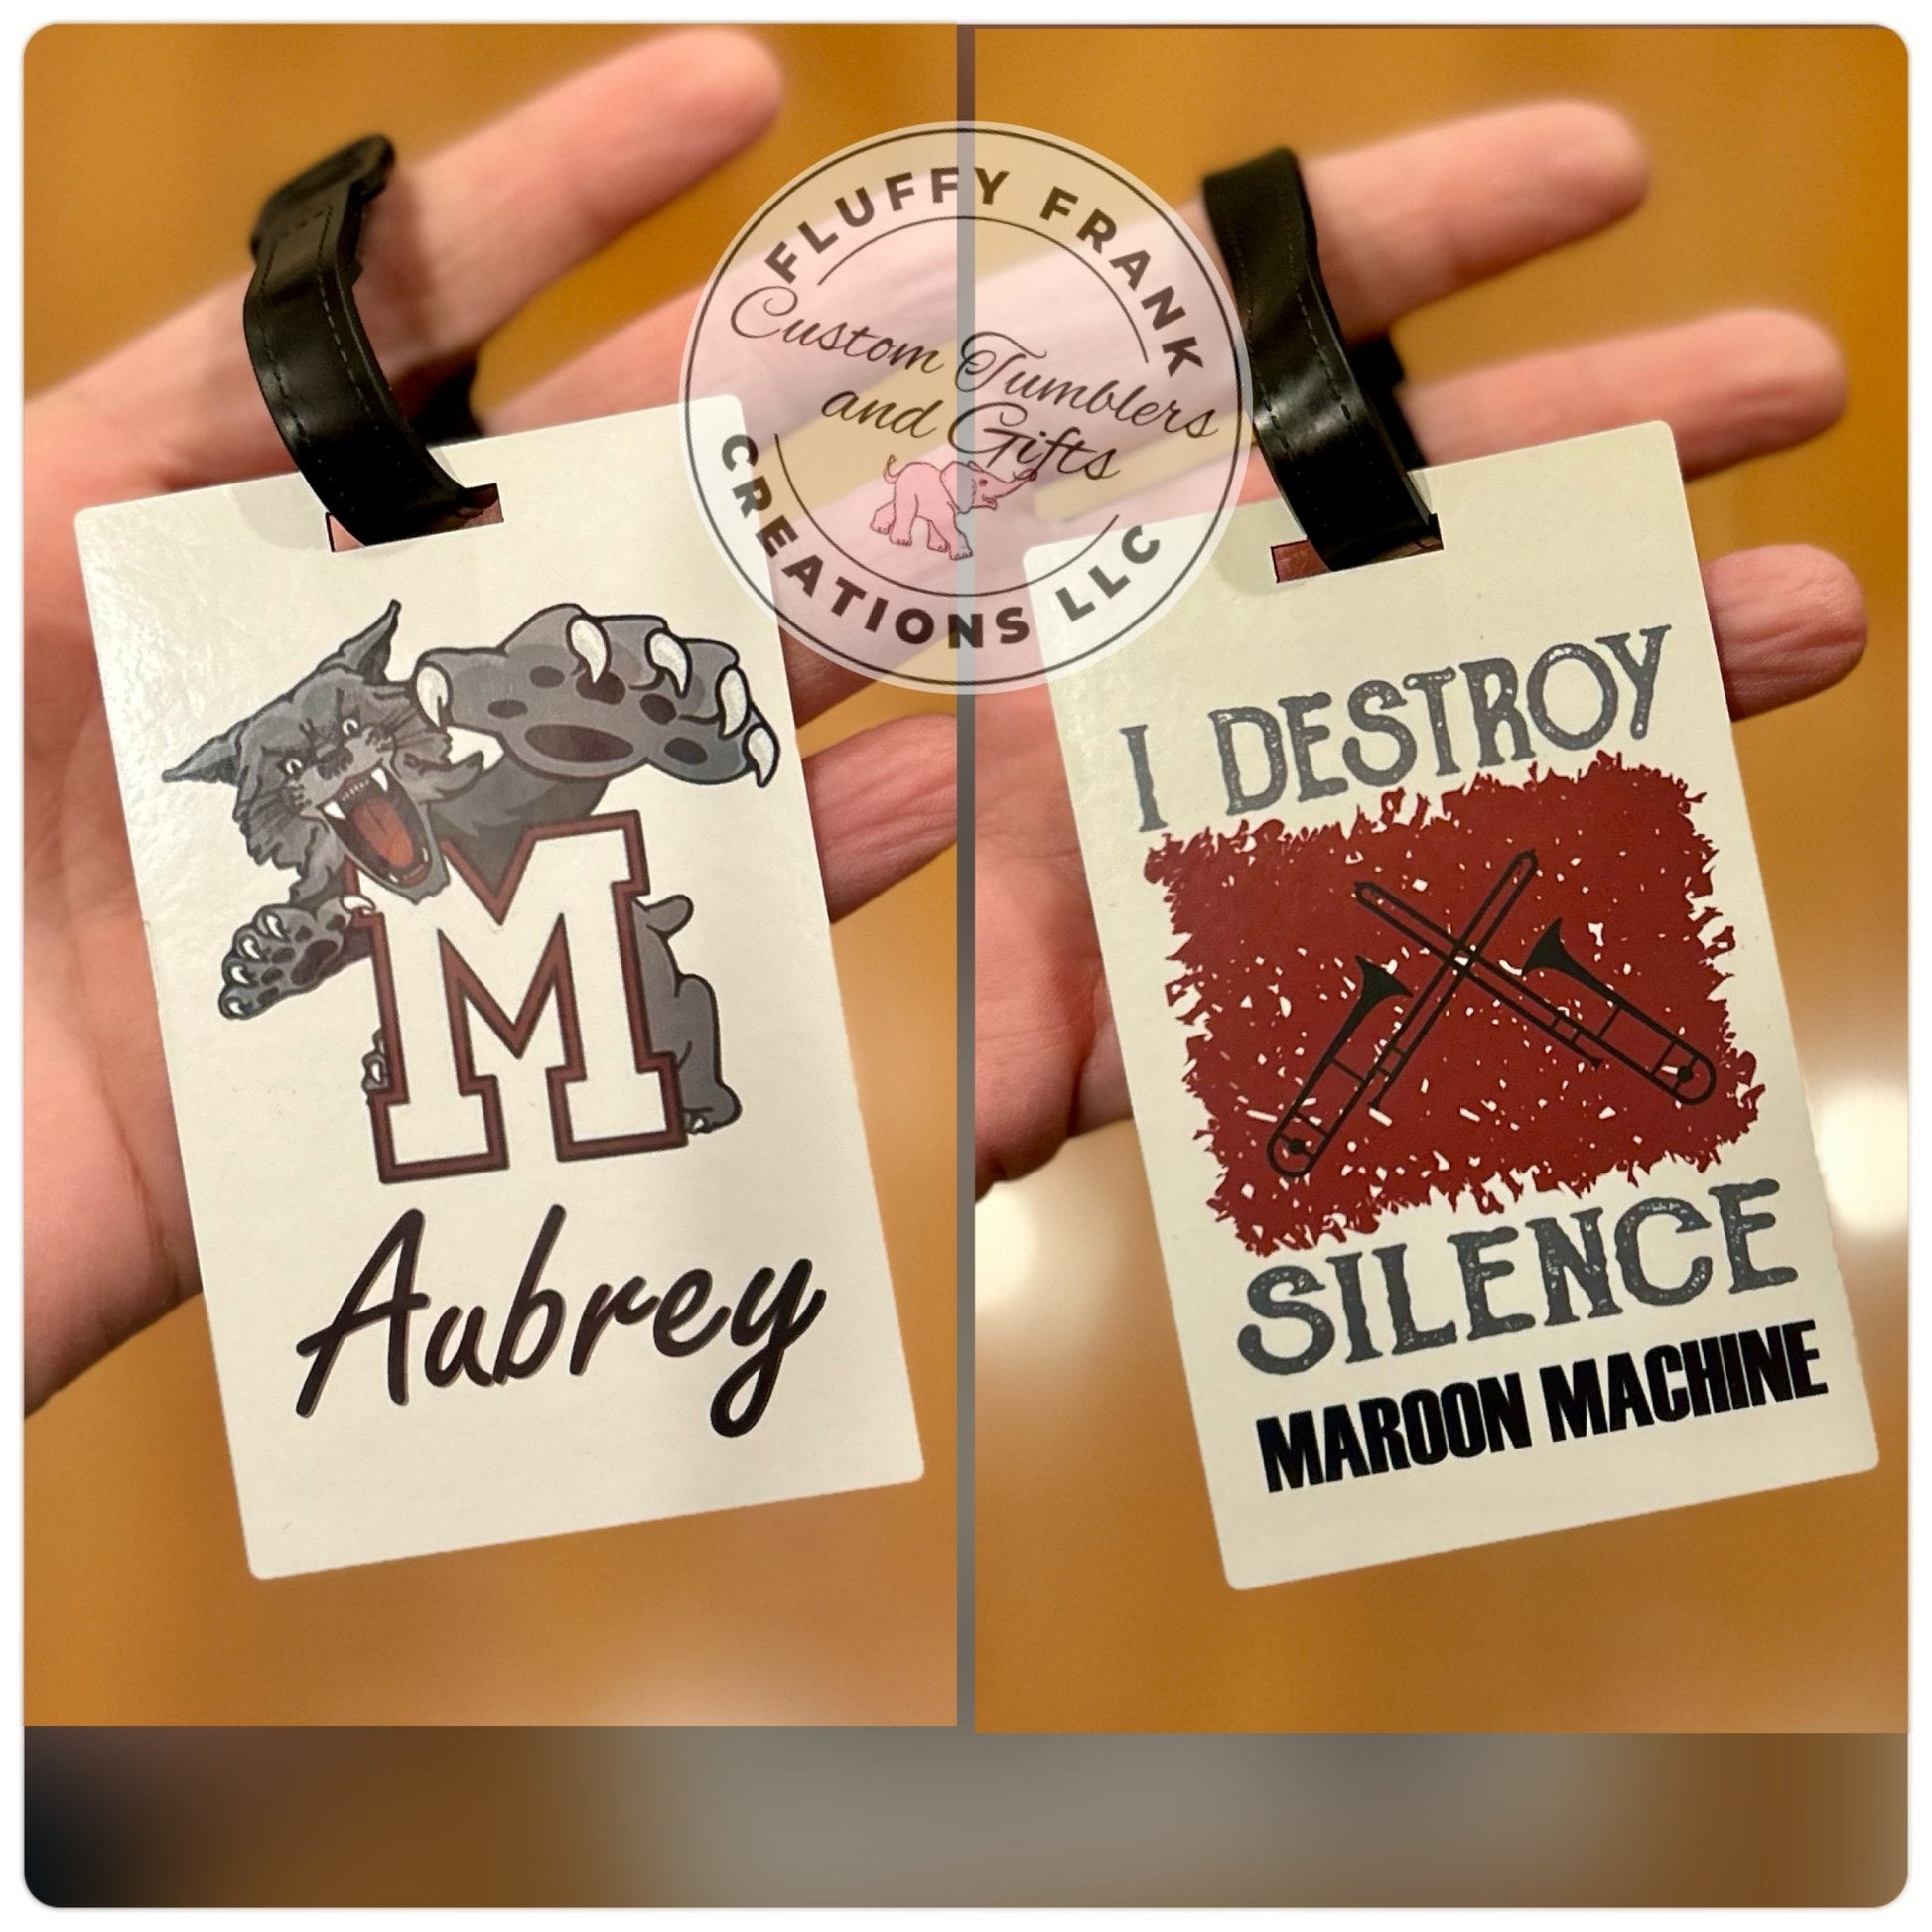 FLUFFY FRANK
Custom Tumblers
and Gifts
CREATIONS LLC
M
Aubrey
I DESTROY
SILENCE
MAROON MACHINE